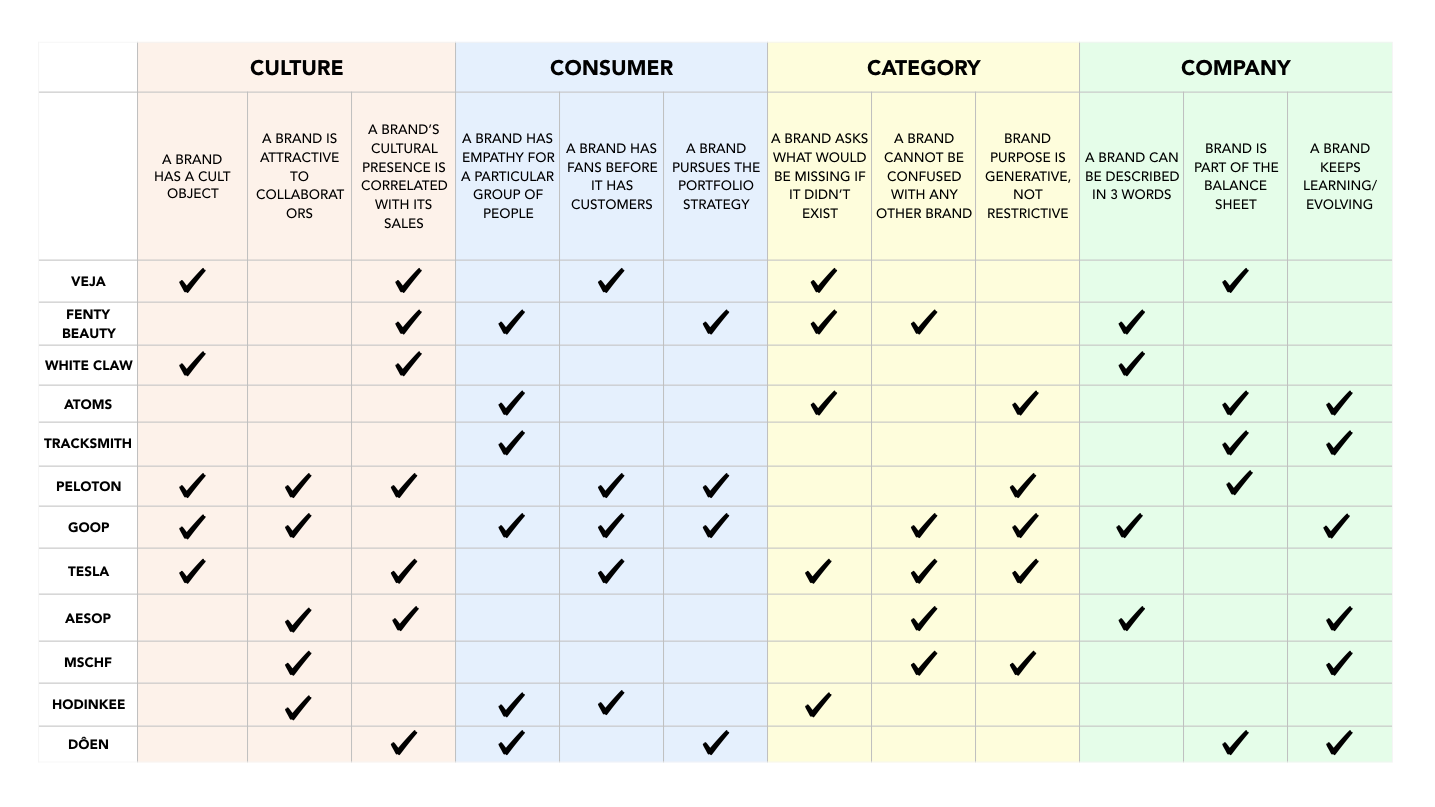 CULTURE
CONSUMER
CATEGORY
COMPANY
A BRAND
HAS A CULT
OBJECT
A BRAND IS
ATTRACTIVE
TO
COLLABORAT
ORS
A BRAND’S
CULTURAL
PRESENCE IS
CORRELATED
WITH ITS
SALES
A BRAND HAS
EMPATHY FOR
A PARTICULAR
GROUP OF
PEOPLE
A BRAND HAS
FANS BEFORE
IT HAS
CUSTOMERS
A BRAND
PURSUES THE
PORTFOLIO
STRATEGY
A BRAND ASKS
WHAT WOULD
BE MISSING IF
IT DIDN’T
EXIST
A BRAND
CANNOT BE
CONFUSED
WITH ANY
OTHER BRAND
BRAND
PURPOSE IS
GENERATIVE,
NOT
RESTRICTIVE
A BRAND CAN
BE DESCRIBED
IN 3 WORDS
BRAND IS
PART OF THE
BALANCE
SHEET
A BRAND
KEEPS
LEARNING/
EVOLVING
VEJA
FENTY
BEAUTY
WHITE CLAW
ATOMS
TRACKSMITH
PELOTON
GOOP
TESLA
AESOP
MSCHF
HODINKEE
DÔEN